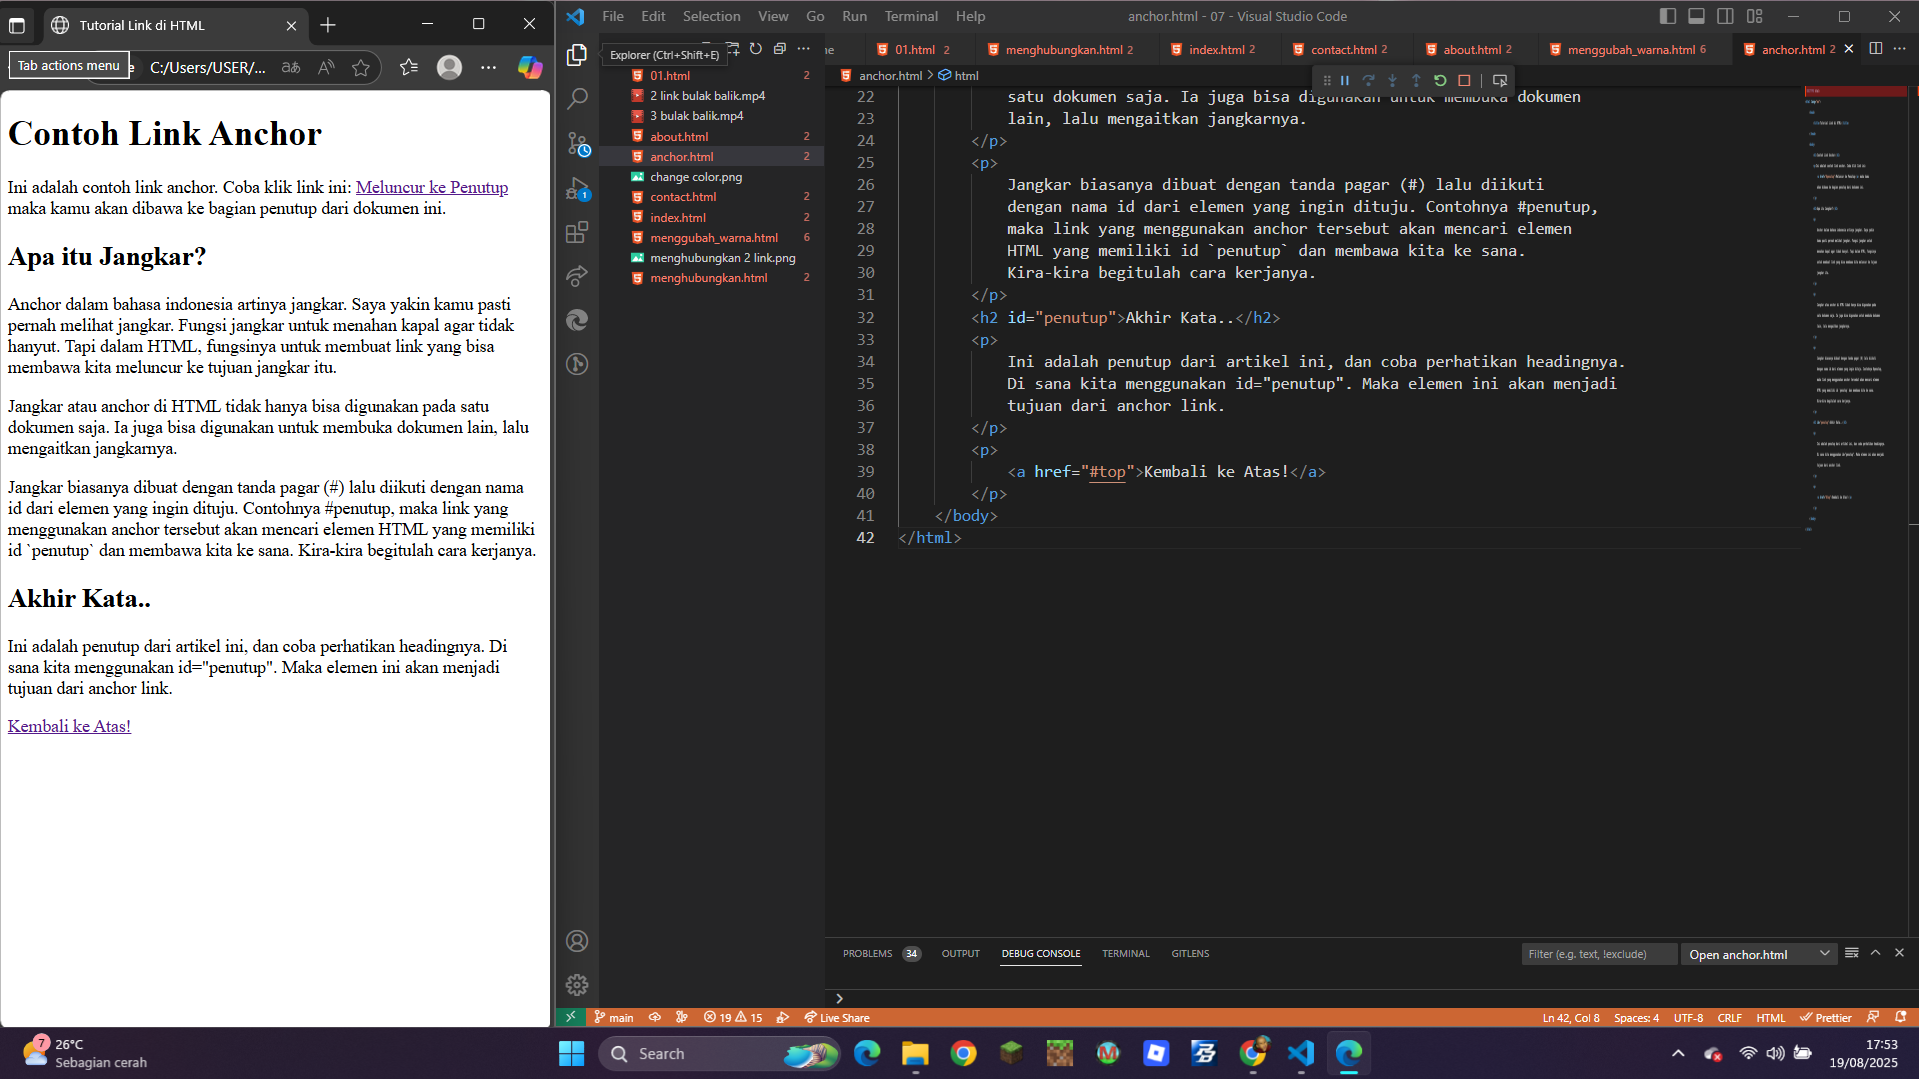 Tutorial Link di HTML
Tab actions menu
C:/Users/USER/...
Contoh Link Anchor
Ini adalah contoh link anchor. Coba klik link ini: Meluncur ke Penutup
maka kamu akan dibawa ke bagian penutup dari dokumen ini.
Apa itu Jangkar?
Anchor dalam bahasa indonesia artinya jangkar. Saya yakin kamu pasti
pernah melihat jangkar. Fungsi jangkar untuk menahan kapal agar tidak
hanyut. Tapi dalam HTML, fungsinya untuk membuat link yang bisa
membawa kita meluncur ke tujuan jangkar itu.
Jangkar atau anchor di HTML tidak hanya bisa digunakan pada satu
dokumen saja. Ia juga bisa digunakan untuk membuka dokumen lain, lalu
mengaitkan jangkarnya.
Jangkar biasanya dibuat dengan tanda pagar (#) lalu diikuti dengan nama
id dari elemen yang ingin dituju. Contohnya #penutup, maka link yang
menggunakan anchor tersebut akan mencari elemen HTML yang memiliki
id `penutup` dan membawa kita ke sana. Kira-kira begitulah cara kerjanya.
Akhir Kata..
Ini adalah penutup dari artikel ini, dan coba perhatikan headingnya. Di
sana kita menggunakan id="penutup". Maka elemen ini akan menjadi
tujuan dari anchor link.
Kembali ke Atas!
File Edit Selection View Go Run Terminal Help
anchor.html - 07 - Visual Studio Code
Explorer (Ctrl+Shift+E)
01.html 2
2 link bulak balik.mp4
3 bulak balik.mp4
about.html 2
anchor.html 2
change color.png
contact.html 2
index.html 2
menggubah_warna.html 6
menghubungkan 2 link.png
menghubungkan.html 2
01.html 2 menghubungkan.html 2 index.html 2 contact.html 2 about.html 2 menggubah_warna.html 6 anchor.html 2
anchor.html > html
22 satu dokumen saja. Ia juga bisa digunakan untuk membuka dokumen
23 lain, lalu mengaitkan jangkarnya.
24 </p>
25 <p>
26 Jangkar biasanya dibuat dengan tanda pagar (#) lalu diikuti
27 dengan nama id dari elemen yang ingin dituju. Contohnya #penutup,
28 maka link yang menggunakan anchor tersebut akan mencari elemen
29 HTML yang memiliki id `penutup` dan membawa kita ke sana.
30 Kira-kira begitulah cara kerjanya.
31 </p>
32 <h2 id="penutup">Akhir Kata..</h2>
33 <p>
34 Ini adalah penutup dari artikel ini, dan coba perhatikan headingnya.
35 Di sana kita menggunakan id="penutup". Maka elemen ini akan menjadi
36 tujuan dari anchor link.
37 </p>
38 <p>
39 <a href="#top">Kembali ke Atas!</a>
40 </p>
41 </body>
42 </html>
PROBLEMS 34 OUTPUT DEBUG CONSOLE TERMINAL GITLENS
Filter (e.g. text, !exclude)
Open anchor.html
main 19 15 Live Share
Ln 42, Col 8 Spaces: 4 UTF-8 CRLF HTML Prettier
7 26°C
Sebagian cerah
Search
17:53
19/08/2025